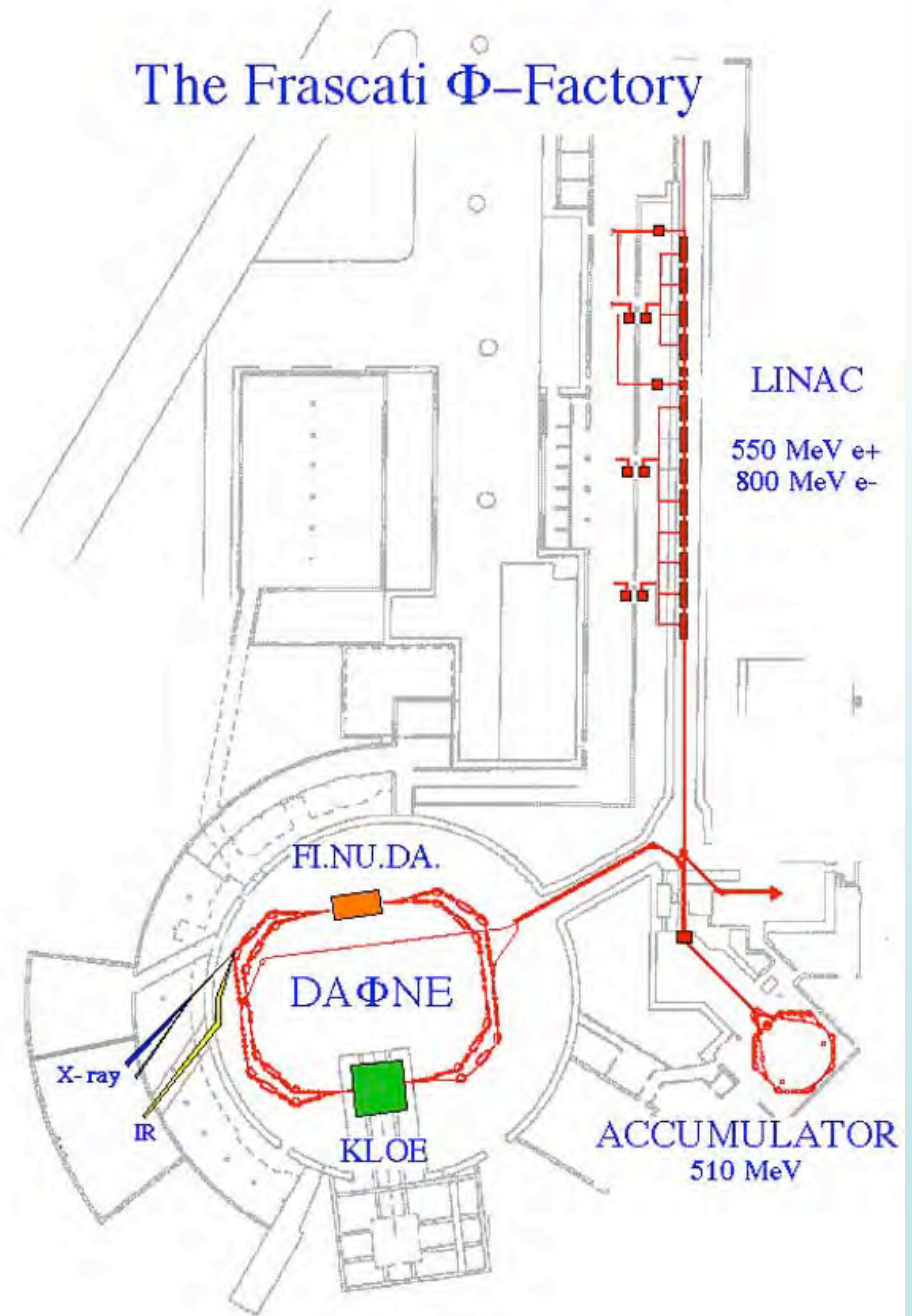 The Frascati Φ–Factory
LINAC
550 MeV e+
800 MeV e-
FI.NU.DA.
DAΦNE
X-ray
IR
KLOE
ACCUMULATOR
510 MeV